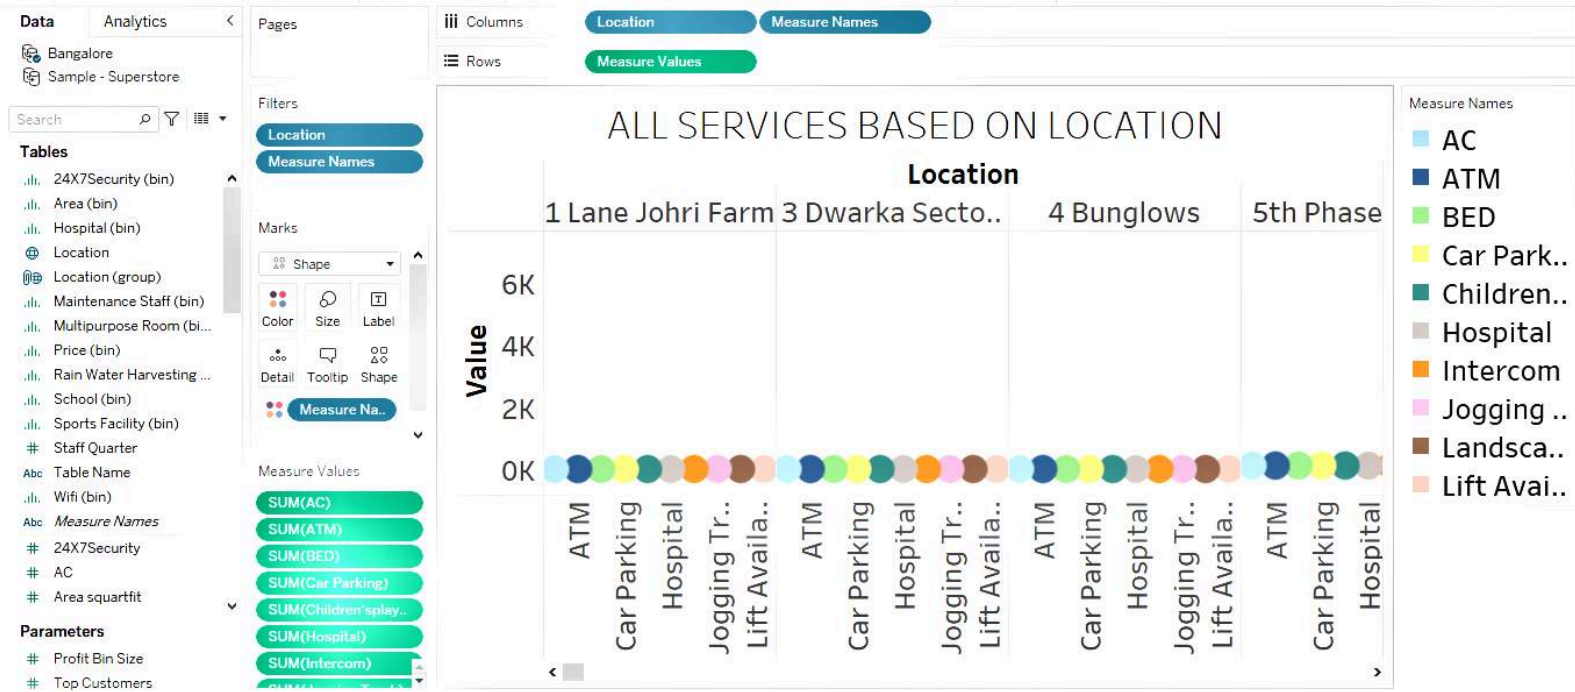 Data
Analytics
Bangalore
Sample - Superstore
Search
Tables
24X7Security (bin)
Area (bin)
Hospital (bin)
Location
Location (group)
Maintenance Staff (bin)
Multipurpose Room (bi...
Price (bin)
Rain Water Harvesting ...
School (bin)
Sports Facility (bin)
Staff Quarter
Abc Table Name
Wifi (bin)
Abc Measure Names
# 24X7Security
# AC
# Area squartfit
Parameters
# Profit Bin Size
# Top Customers
Pages
Filters
Location
Measure Names
Marks
Shape
Color Size Label
Detail Tooltip Shape
Measure Na..
Measure Values
SUM(AC)
SUM(ATM)
SUM(BED)
SUM(Car Parking)
SUM(Children'splay..
SUM(Hospital)
SUM(Intercom)
Columns Location Measure Names
Rows Measure Values
ALL SERVICES BASED ON LOCATION
Location
1 Lane Johri Farm 3 Dwarka Secto.. 4 Bunglows 5th Phase
Value
6K
4K
2K
0K
ATM Car Parking Hospital Jogging Tr.. Lift Availa.. ATM Car Parking Hospital Jogging Tr.. Lift Availa.. ATM Car Parking Hospital Jogging Tr.. Lift Availa.. ATM Car Parking Hospital
Measure Names
AC
ATM
BED
Car Park..
Children..
Hospital
Intercom
Jogging ..
Landsca..
Lift Avai..